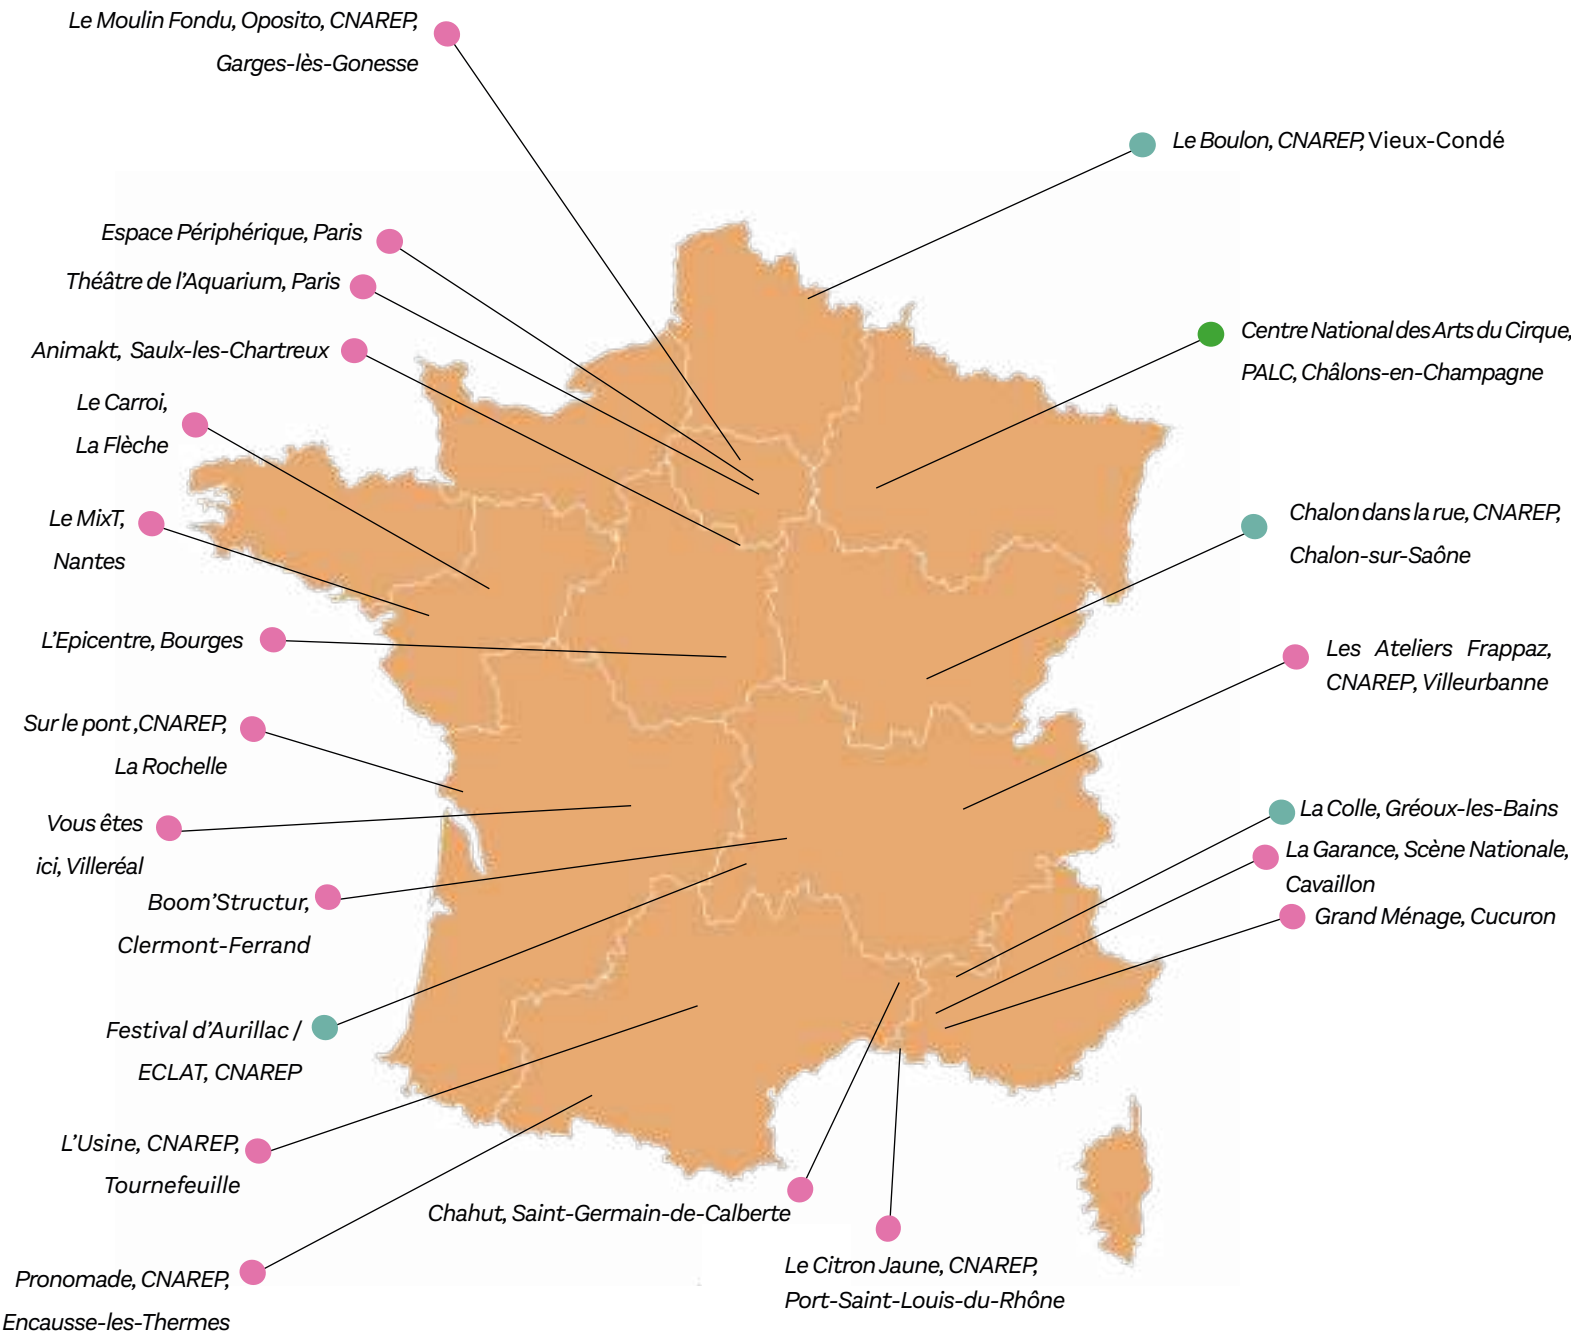 Le Moulin Fondu, Oposito, CNAREP,
Garges-lès-Gonesse
Le Boulon, CNAREP, Vieux-Condé
Espace Périphérique, Paris
Théâtre de l'Aquarium, Paris
Animakt, Saulx-les-Chartreux
Centre National des Arts du Cirque,
PALC, Châlons-en-Champagne
Le Carroi,
La Flèche
Le MixT,
Nantes
Chalon dans la rue, CNAREP,
Chalon-sur-Saône
L'Epicentre, Bourges
Les Ateliers Frappaz,
CNAREP, Villeurbanne
Sur le pont ,CNAREP,
La Rochelle
Vous êtes
ici, Villeréal
La Colle, Gréoux-les-Bains
La Garance, Scène Nationale,
Cavaillon
Grand Ménage, Cucuron
Boom'Structur,
Clermont-Ferrand
Festival d'Aurillac /
ECLAT, CNAREP
L'Usine, CNAREP,
Tournefeuille
Chahut, Saint-Germain-de-Calberte
Le Citron Jaune, CNAREP,
Port-Saint-Louis-du-Rhône
Pronomade, CNAREP,
Encausse-les-Thermes